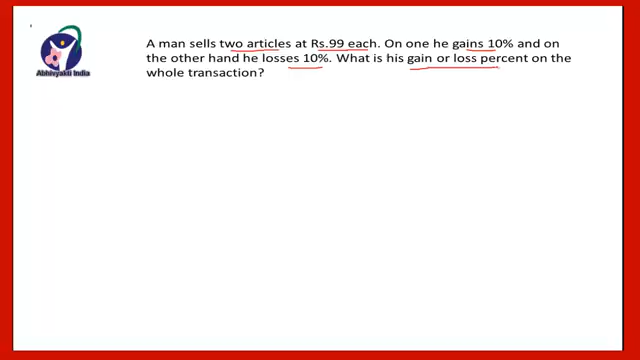 A man sells two articles at Rs.99 each. On one he gains 10% and on
the other hand he losses 10%. What is his gain or loss percent on the
whole transaction?
Abhivyakti India